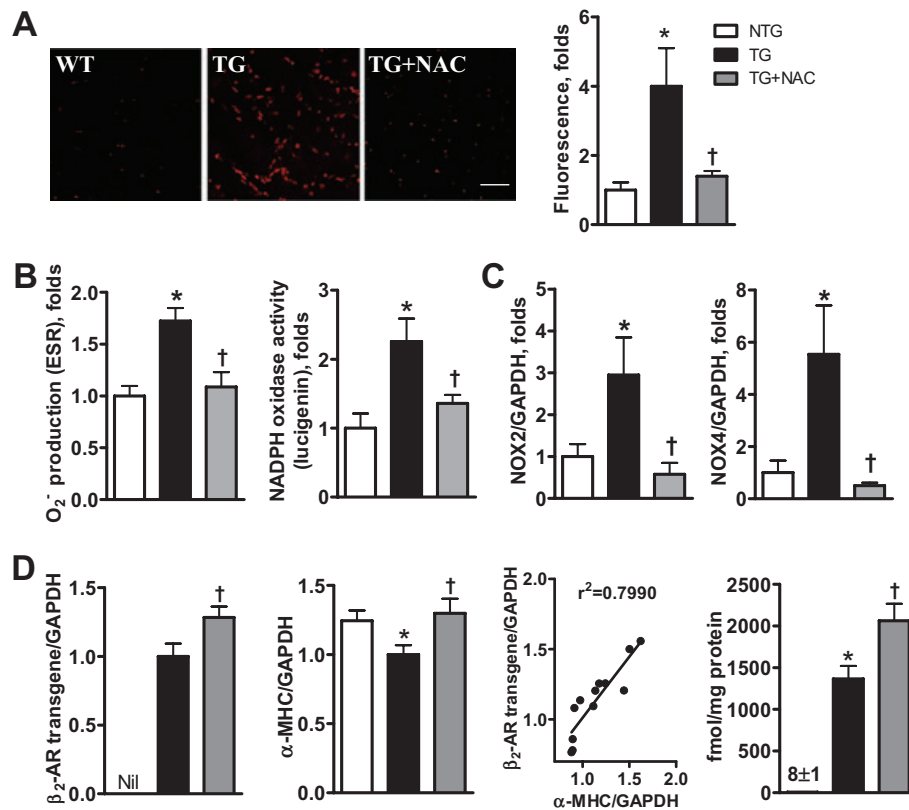 A
WT
TG
TG+NAC
Fluorescence, folds
6
4
2
0
*
†
NTG
TG
TG+NAC
B
O₂⁻ production (ESR), folds
2.0
1.5
1.0
0.5
0.0
*
†
NADPH oxidase activity
(lucigenin), folds
3
2
1
0
*
†
C
NOX2/GAPDH, folds
5
4
3
2
1
0
*
†
NOX4/GAPDH, folds
8
6
4
2
0
*
†
D
β₂-AR transgene/GAPDH
1.5
1.0
0.5
0.0
Nil
†
α-MHC/GAPDH
1.5
1.0
0.5
0.0
*
†
β₂-AR transgene/GAPDH
2.0
1.5
1.0
0.5
r²=0.7990
1.0 1.5 2.0
α-MHC/GAPDH
fmol/mg protein
2500
2000
1500
1000
500
0
8±1
*
†